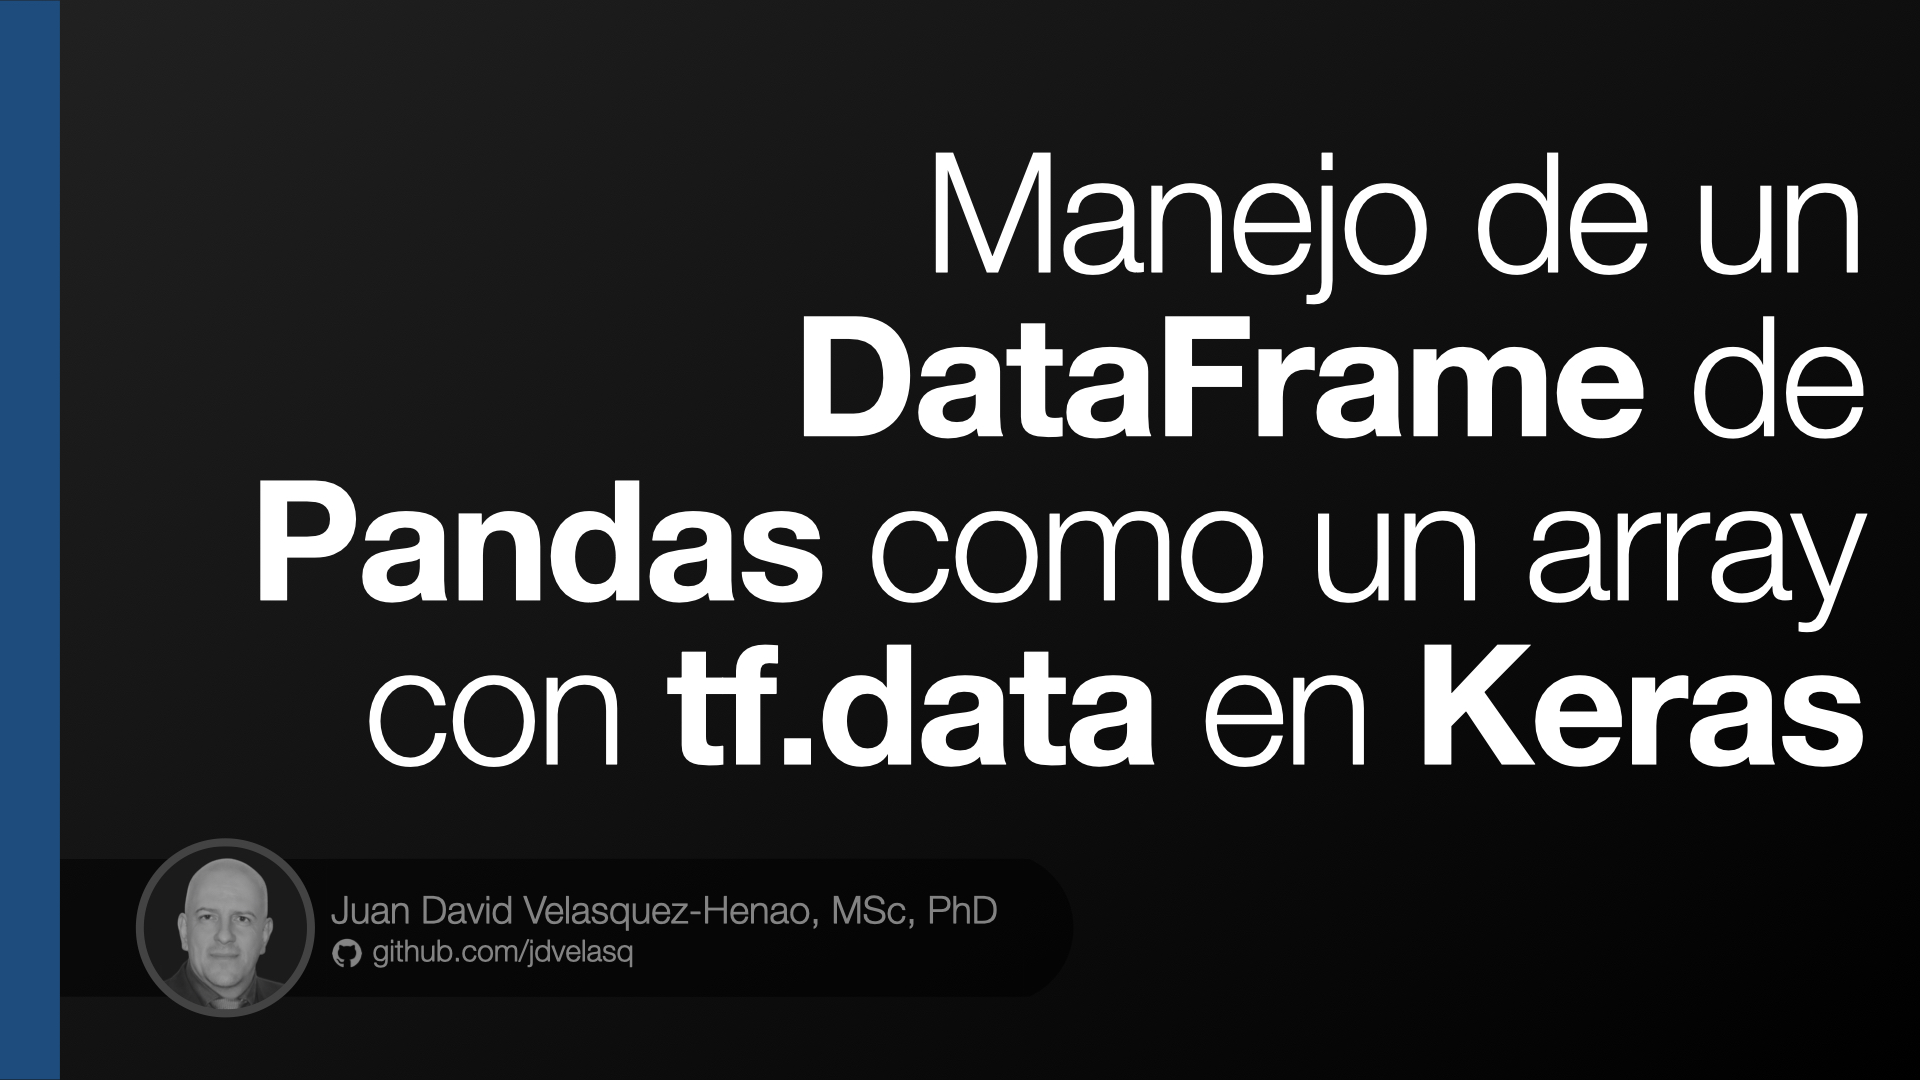 Manejo de un
DataFrame de
Pandas como un array
con tf.data en Keras
Juan David Velasquez-Henao, MSc, PhD
github.com/jdvelasq